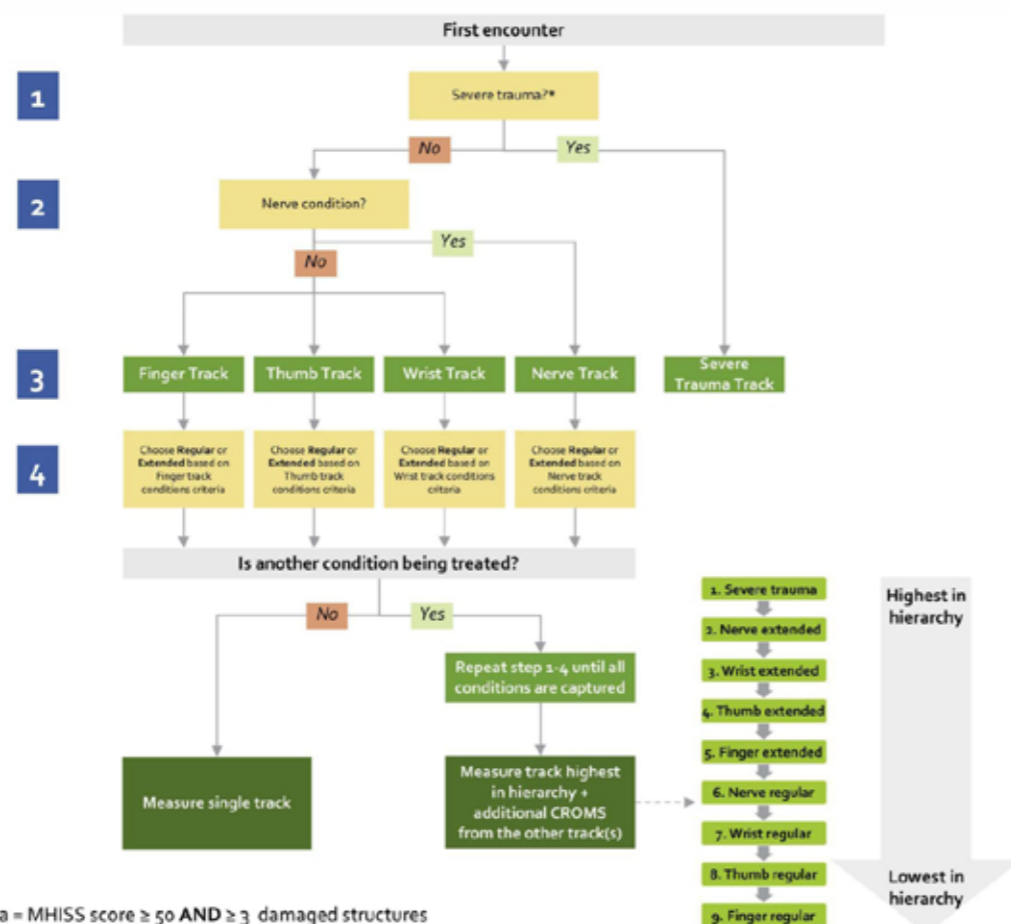 First encounter
1
Severe trauma?*
No
Yes
2
Nerve condition?
Yes
No
3
Finger Track
Thumb Track
Wrist Track
Nerve Track
Severe
Trauma Track
4
Choose Regular or
Extended based on
Finger track
conditions criteria
Choose Regular or
Extended based on
Thumb track
conditions criteria
Choose Regular or
Extended based on
Wrist track conditions
criteria
Choose Regular or
Extended based on
Nerve track
conditions criteria
Is another condition being treated?
No
Yes
Repeat step 1-4 until all
conditions are captured
Measure single track
Measure track highest
in hierarchy +
additional CROMS
from the other track(s)
1. Severe trauma
2. Nerve extended
3. Wrist extended
4. Thumb extended
5. Finger extended
6. Nerve regular
7. Wrist regular
8. Thumb regular
9. Finger regular
Highest in
hierarchy
Lowest in
hierarchy
a = MHISS score ≥ 50 AND ≥ 3 damaged structures